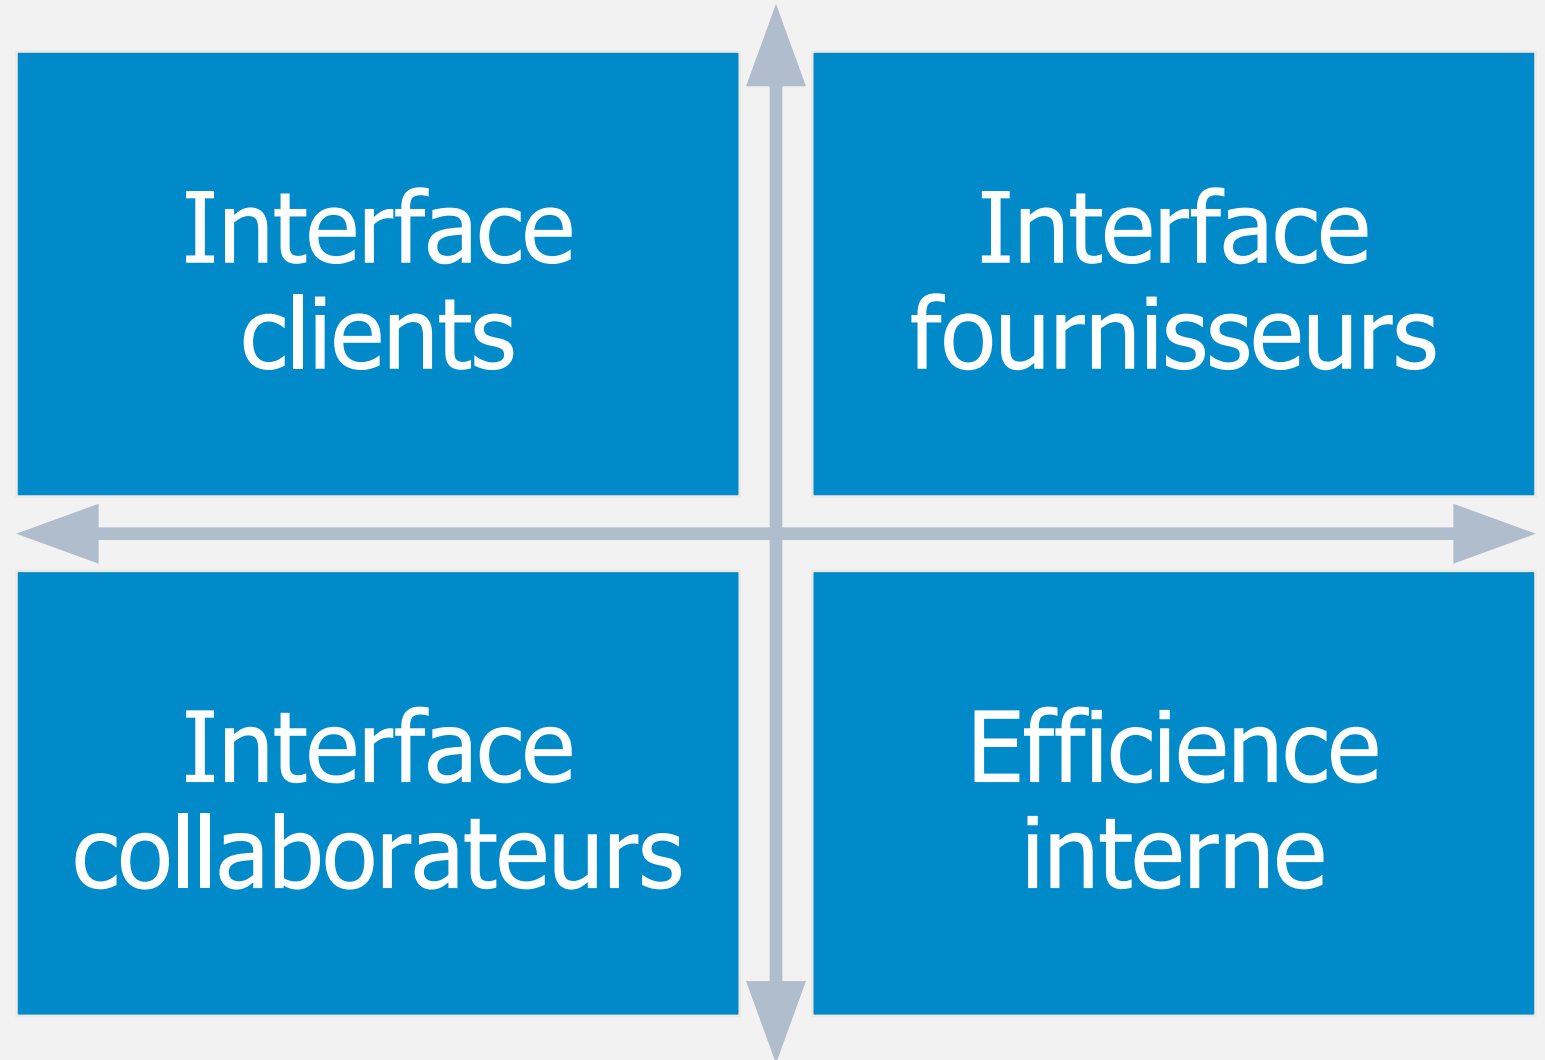 Interface
clients
Interface
fournisseurs
Interface
collaborateurs
Efficience
interne